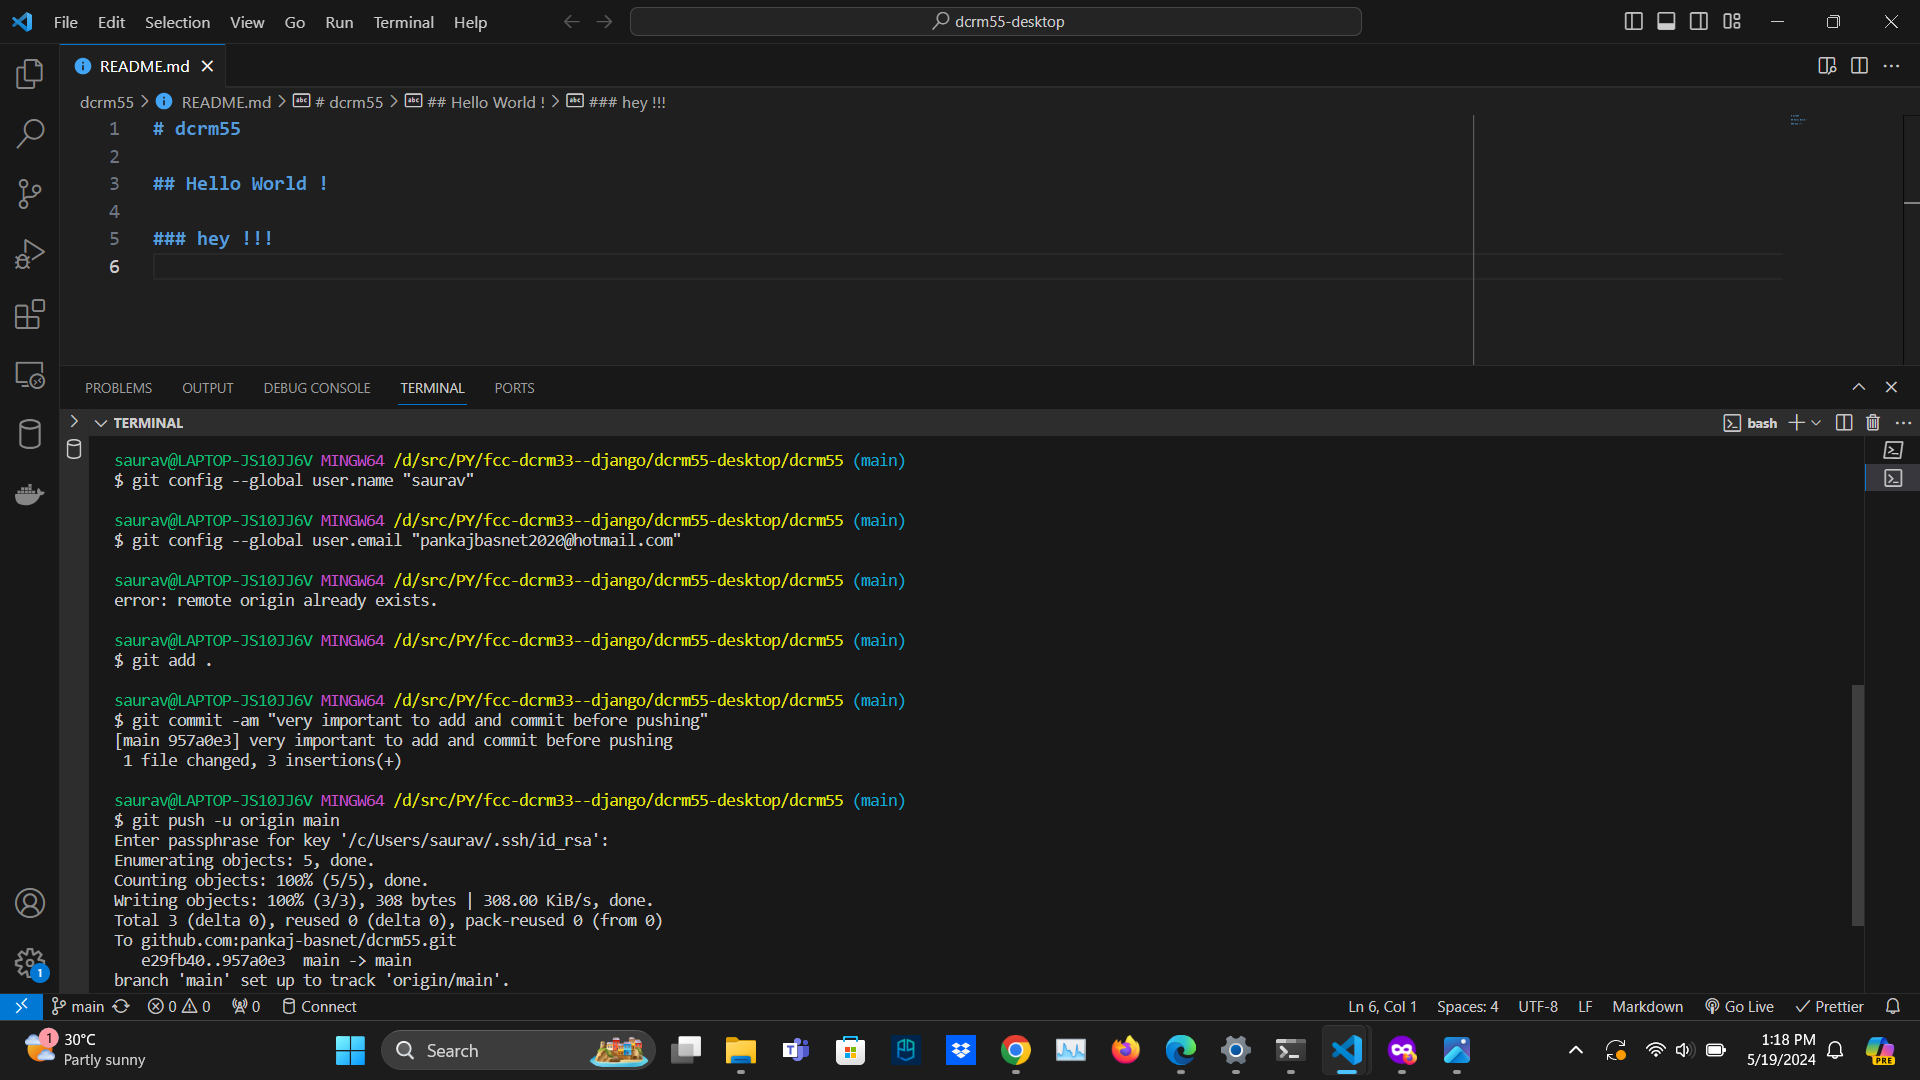 File Edit Selection View Go Run Terminal Help dcrm55-desktop
README.md
dcrm55 > README.md > # dcrm55 > ## Hello World ! > ### hey !!!
1 # dcrm55
2
3 ## Hello World !
4
5 ### hey !!!
6
PROBLEMS OUTPUT DEBUG CONSOLE TERMINAL PORTS
TERMINAL bash
saurav@LAPTOP-JS10JJ6V MINGW64 /d/src/PY/fcc-dcrm33--django/dcrm55-desktop/dcrm55 (main)
$ git config --global user.name "saurav"
saurav@LAPTOP-JS10JJ6V MINGW64 /d/src/PY/fcc-dcrm33--django/dcrm55-desktop/dcrm55 (main)
$ git config --global user.email "pankajbasnet2020@hotmail.com"
saurav@LAPTOP-JS10JJ6V MINGW64 /d/src/PY/fcc-dcrm33--django/dcrm55-desktop/dcrm55 (main)
error: remote origin already exists.
saurav@LAPTOP-JS10JJ6V MINGW64 /d/src/PY/fcc-dcrm33--django/dcrm55-desktop/dcrm55 (main)
$ git add .
saurav@LAPTOP-JS10JJ6V MINGW64 /d/src/PY/fcc-dcrm33--django/dcrm55-desktop/dcrm55 (main)
$ git commit -am "very important to add and commit before pushing"
[main 957a0e3] very important to add and commit before pushing
1 file changed, 3 insertions(+)
saurav@LAPTOP-JS10JJ6V MINGW64 /d/src/PY/fcc-dcrm33--django/dcrm55-desktop/dcrm55 (main)
$ git push -u origin main
Enter passphrase for key '/c/Users/saurav/.ssh/id_rsa':
Enumerating objects: 5, done.
Counting objects: 100% (5/5), done.
Writing objects: 100% (3/3), 308 bytes | 308.00 KiB/s, done.
Total 3 (delta 0), reused 0 (delta 0), pack-reused 0 (from 0)
To github.com:pankaj-basnet/dcrm55.git
e29fb40..957a0e3 main -> main
branch 'main' set up to track 'origin/main'.
1
main 0 0 0 Connect Ln 6, Col 1 Spaces: 4 UTF-8 LF Markdown Go Live Prettier
1 30°C
Partly sunny
Search
1:18 PM
5/19/2024
PRE